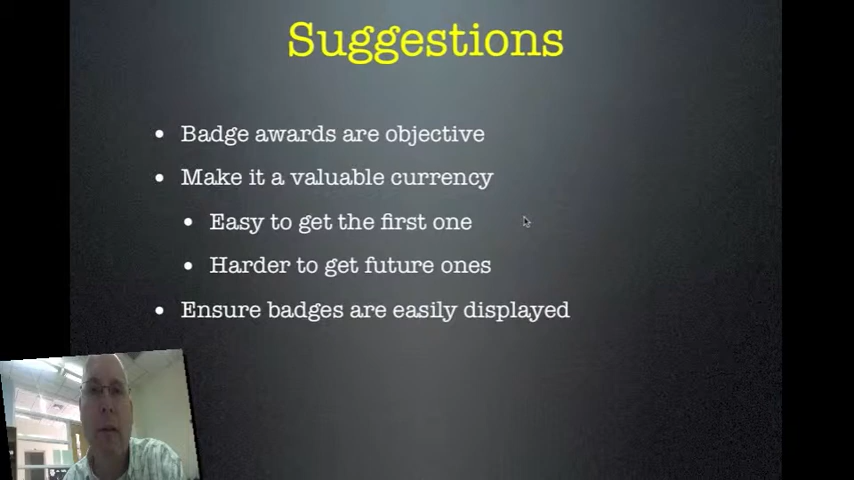 Suggestions
• Badge awards are objective
• Make it a valuable currency
• Easy to get the first one
• Harder to get future ones
• Ensure badges are easily displayed